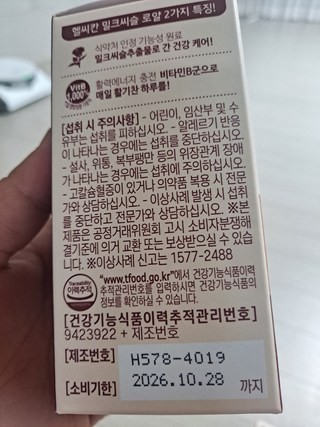 헬씨칸 밀크씨슬 로얄 2가지 특징!
식약처 인정 기능성 원료
밀크씨슬추출물로 간 건강 케어!
VitB
1,000%
활력에너지 충전 비타민B군으로
매일 활기찬 하루를!
[섭취 시 주의사항] - 어린이, 임산부 및 수
유부는 섭취를 피하십시오. - 알레르기 반응
이 나타나는 경우에는 섭취를 중단하십시오.
- 설사, 위통, 복부팽만 등의 위장관계 장애
가 나타나는 경우에는 섭취에 주의하십시오.
- 고칼슘혈증이 있거나 의약품 복용 시 전문
가와 상담하십시오. - 이상사례 발생 시 섭취
를 중단하고 전문가와 상담하십시오. ※본
제품은 공정거래위원회 고시 소비자분쟁해
결기준에 의거 교환 또는 보상받으실 수 있습니
다. ※이상사례 신고는 1577-2488
Traceability
이력추적
"www.tfood.go.kr"에서 건강기능식품이력
추적관리번호를 입력하시면 건강기능식품의
정보를 확인하실 수 있습니다.
[건강기능식품이력추적관리번호]
9423922 + 제조번호
[제조번호] H578-4019
[소비기한] 2026.10.28 까지